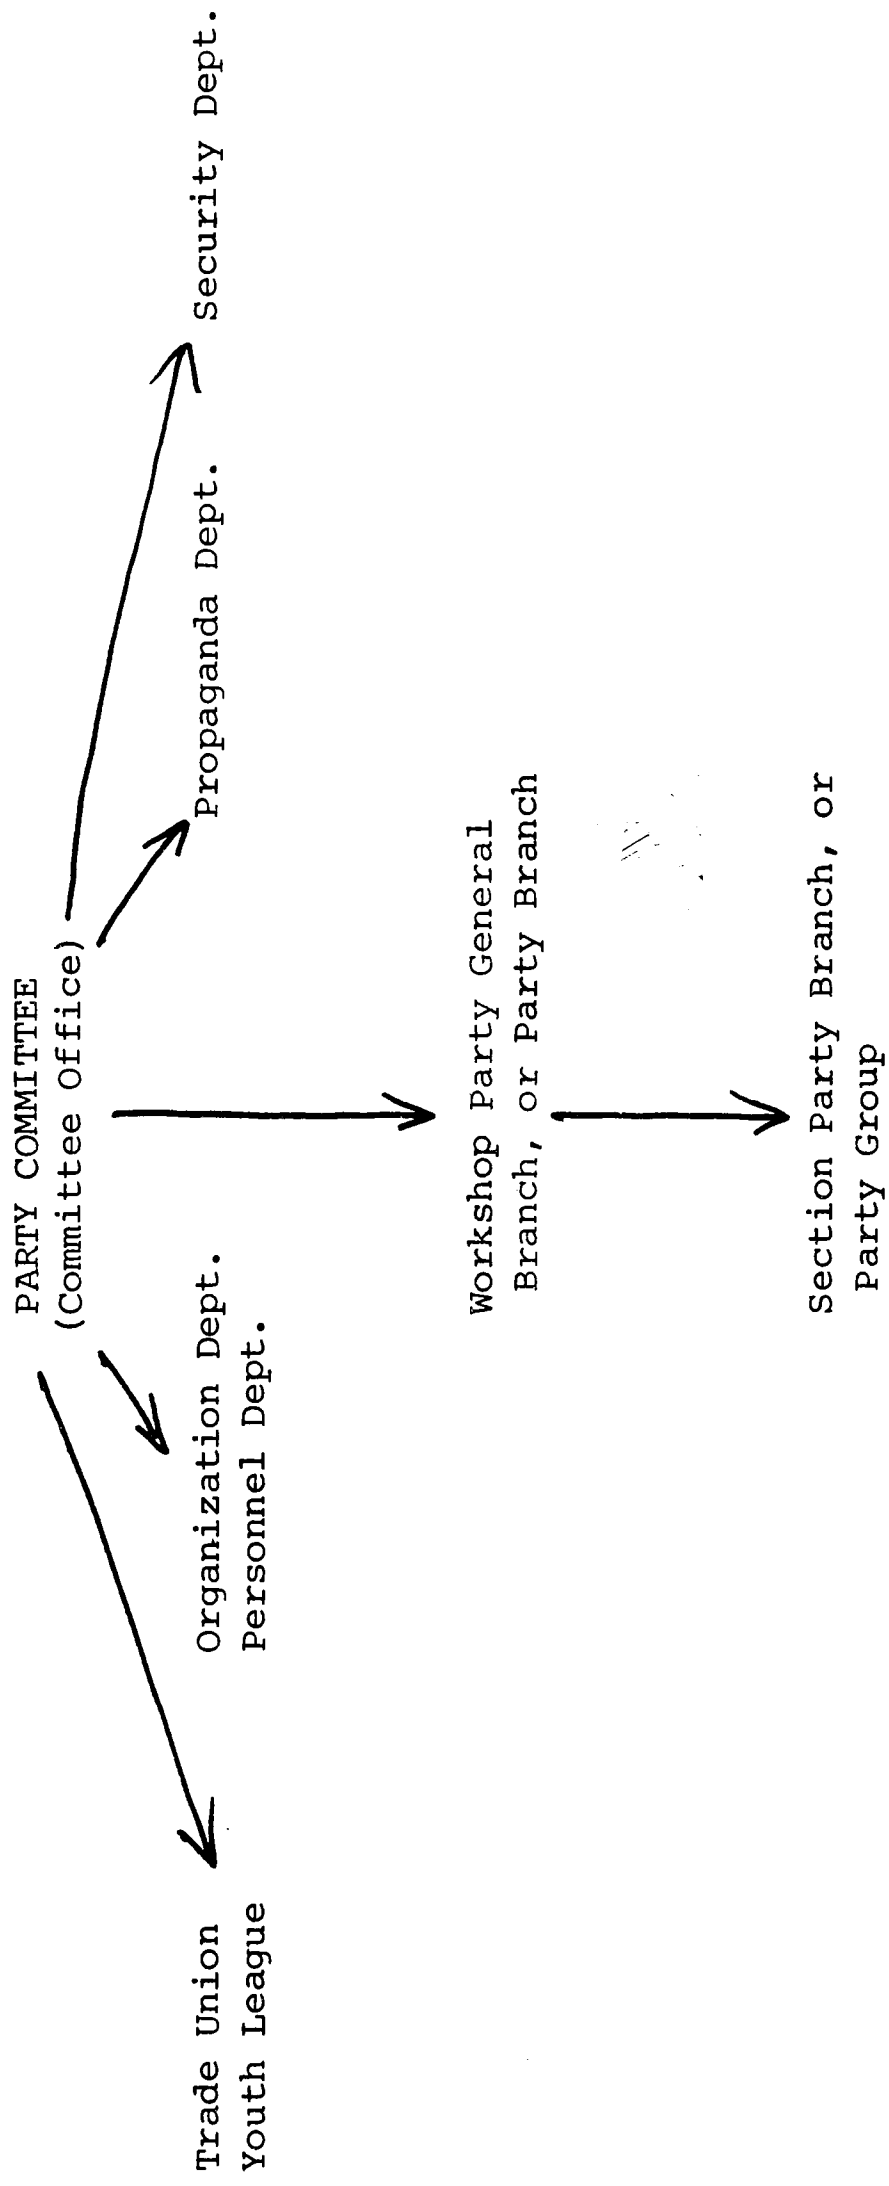 PARTY COMMITTEE
(Committee Office)
Trade Union
Youth League
Organization Dept.
Personnel Dept.
Propaganda Dept.
Security Dept.
Workshop Party General
Branch, or Party Branch
Section Party Branch, or
Party Group